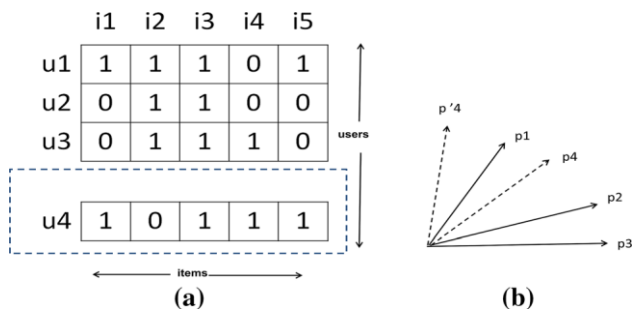 i1 i2 i3 i4 i5
u1 1 1 1 0 1
u2 0 1 1 0 0
u3 0 1 1 1 0
users
u4 1 0 1 1 1
items
(a)
p'4
p1
p4
p2
p3
(b)